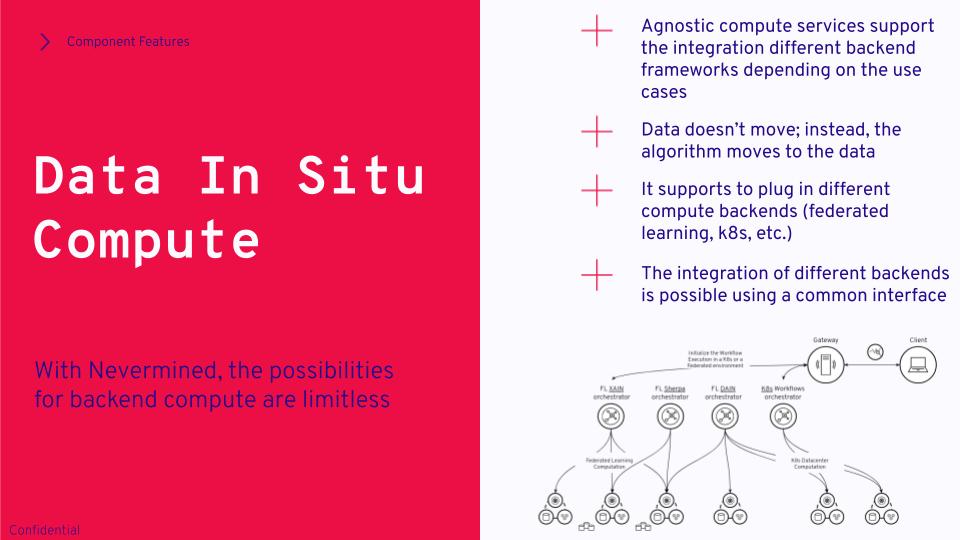 Component Features
Data In Situ
Compute
With Nevermined, the possibilities
for backend compute are limitless
Confidential
Agnostic compute services support
the integration different backend
frameworks depending on the use
cases
Data doesn’t move; instead, the
algorithm moves to the data
It supports to plug in different
compute backends (federated
learning, k8s, etc.)
The integration of different backends
is possible using a common interface
Gateway
Client
Initialize the Workflow
Execution in a K8s or a
Federated environment
FL XAIN
orchestrator
FL Sherpa
orchestrator
FL DAIN
orchestrator
K8s Workflows
orchestrator
Federated Learning
Computation
K8s Datacenter
Computation